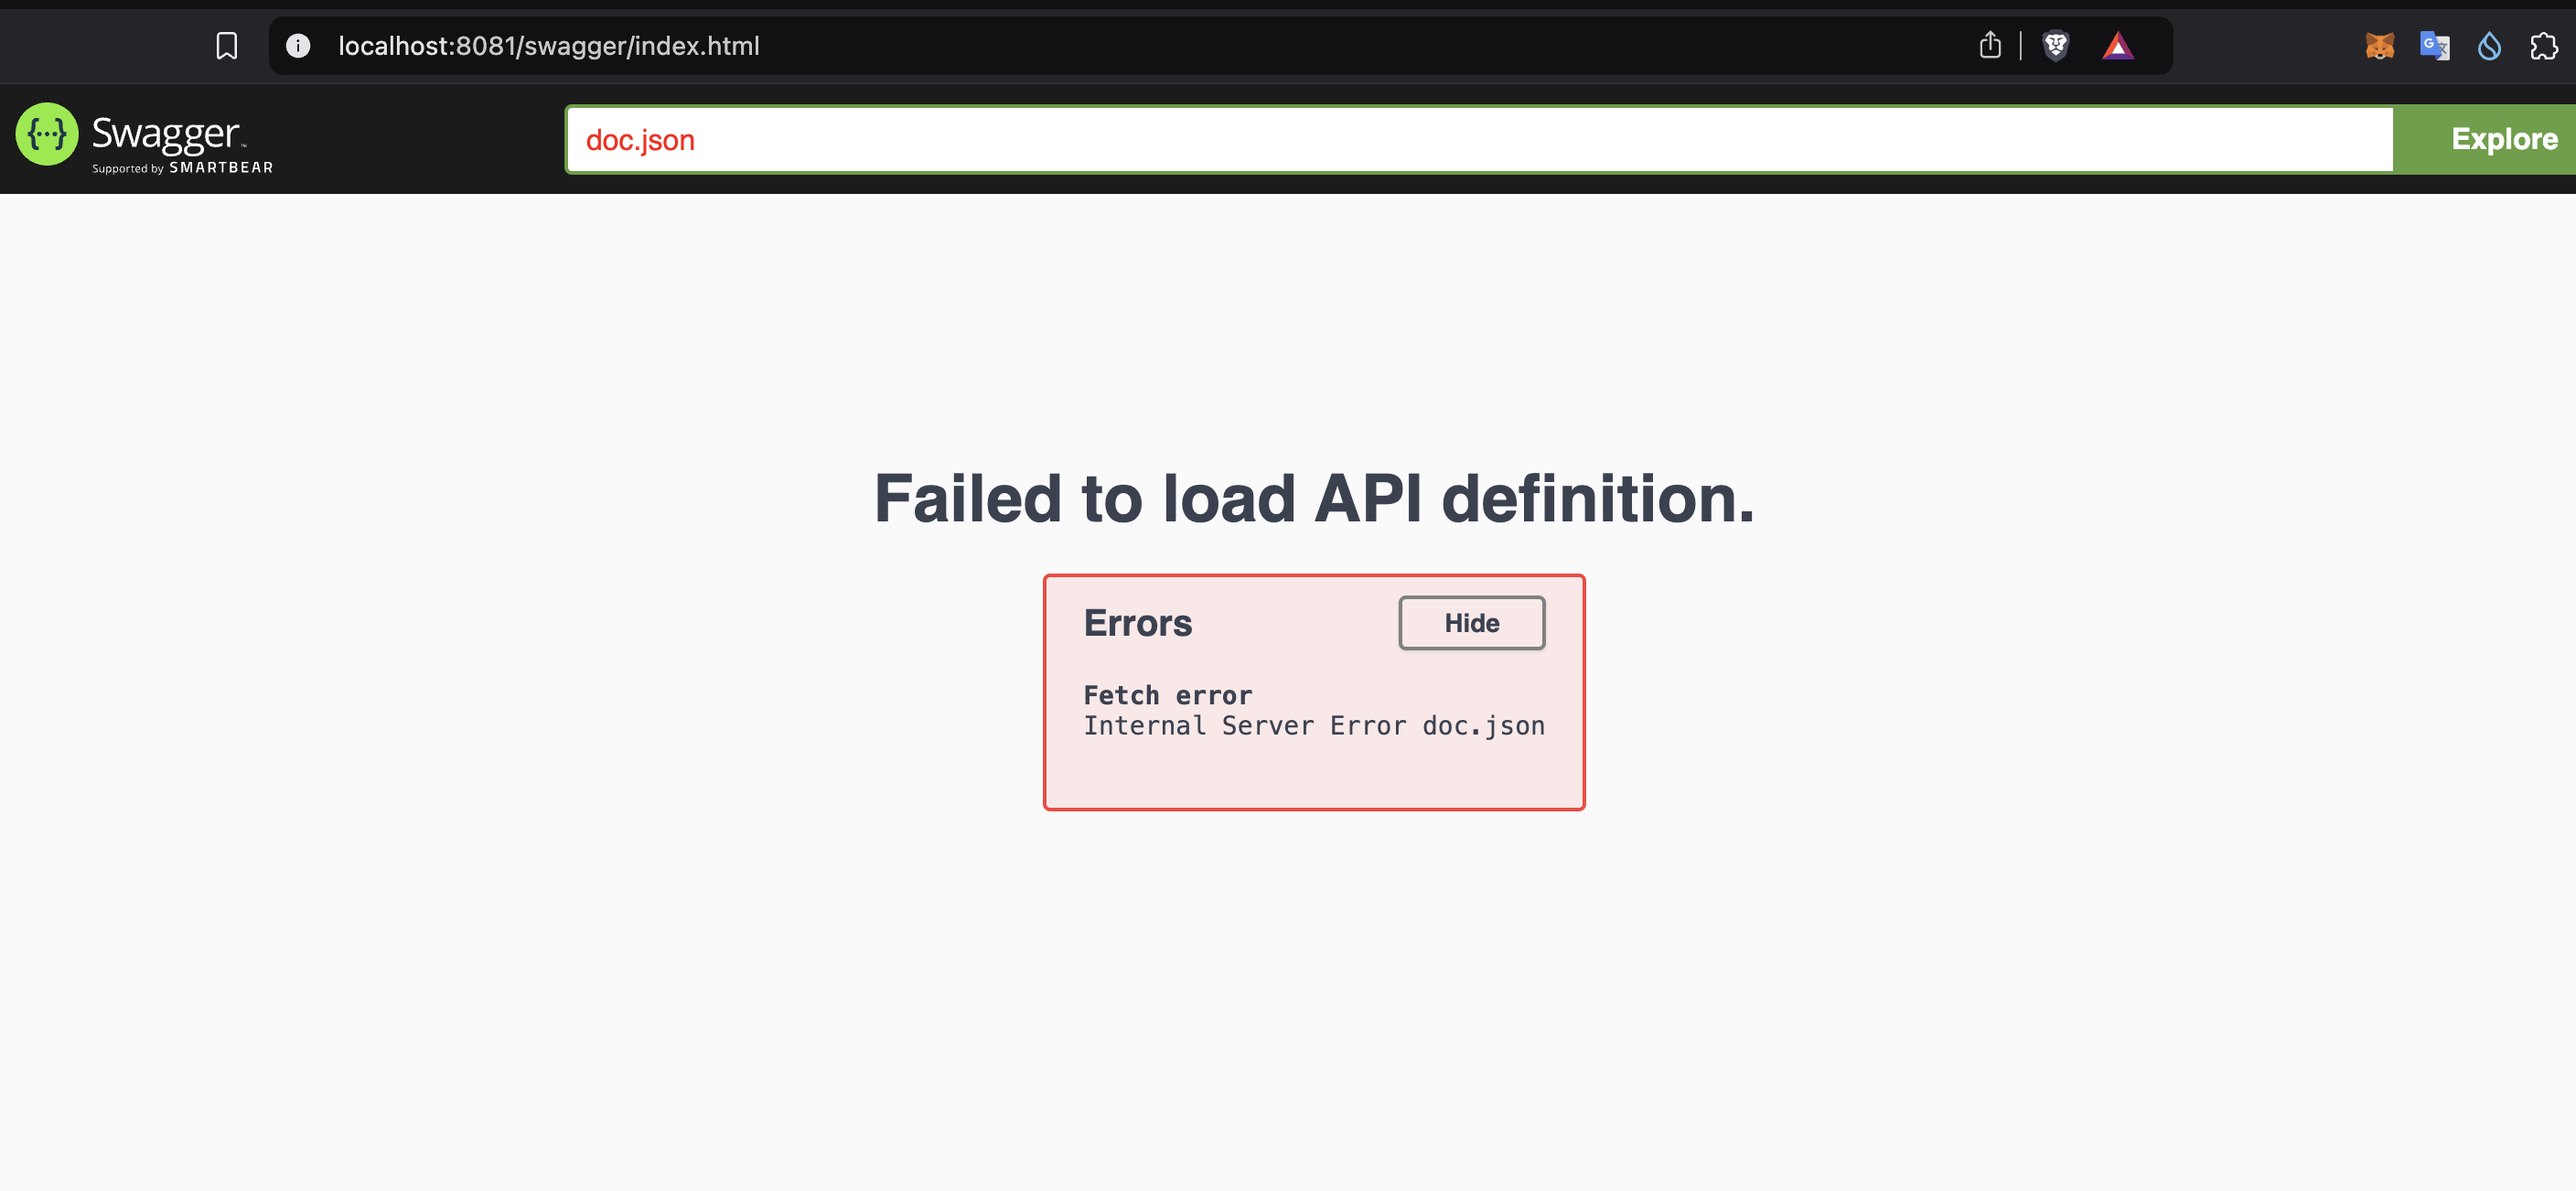 localhost:8081/swagger/index.html
{···} Swagger™
Supported by SMARTBEAR
doc.json
Explore
Failed to load API definition.
Errors
Hide
Fetch error
Internal Server Error doc.json